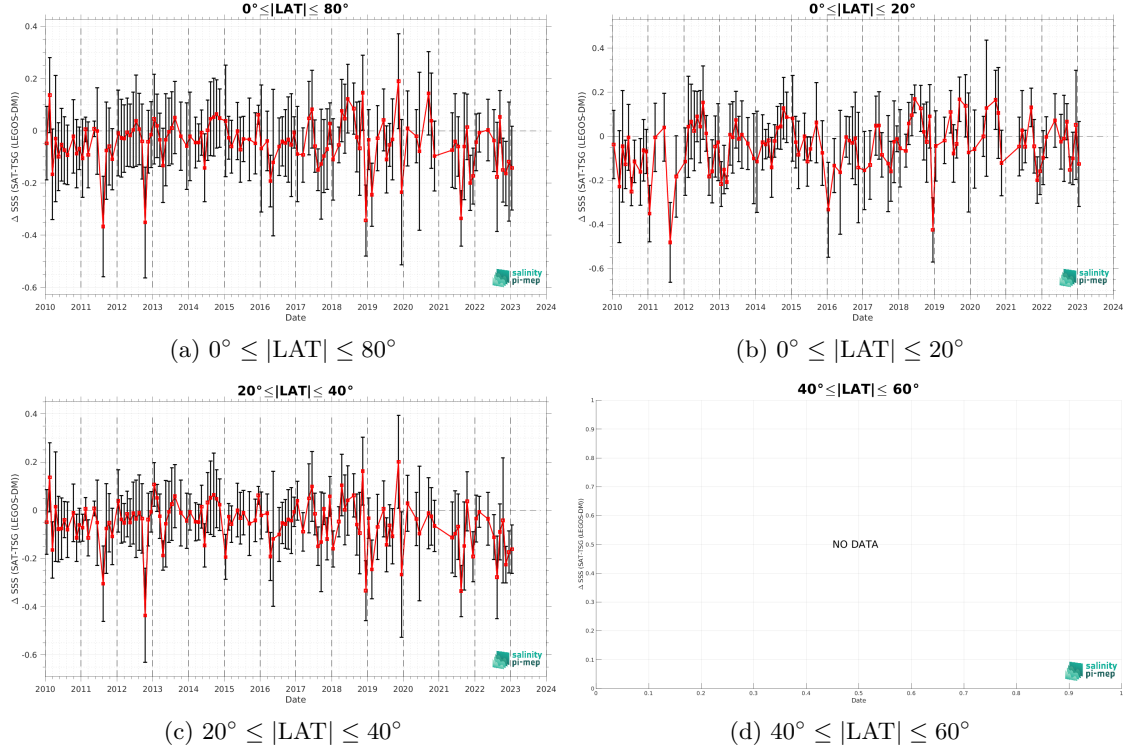 0°≤|LAT|≤ 80°
Δ SSS (SAT-TSG (LEGOS-DM))
0.4
0.2
0
-0.2
-0.4
-0.6
2010 2011 2012 2013 2014 2015 2016 2017 2018 2019 2020 2021 2022 2023 2024
Date
salinity
pi-mep
(a) 0° ≤ |LAT| ≤ 80°
0°≤|LAT|≤ 20°
Δ SSS (SAT-TSG (LEGOS-DM))
0.4
0.2
0
-0.2
-0.4
-0.6
2010 2011 2012 2013 2014 2015 2016 2017 2018 2019 2020 2021 2022 2023 2024
Date
salinity
pi-mep
(b) 0° ≤ |LAT| ≤ 20°
20°≤|LAT|≤ 40°
Δ SSS (SAT-TSG (LEGOS-DM))
0.4
0.2
0
-0.2
-0.4
-0.6
2010 2011 2012 2013 2014 2015 2016 2017 2018 2019 2020 2021 2022 2023 2024
Date
salinity
pi-mep
(c) 20° ≤ |LAT| ≤ 40°
40°≤|LAT|≤ 60°
Δ SSS (SAT-TSG (LEGOS-DM))
1
0.9
0.8
0.7
0.6
0.5
0.4
0.3
0.2
0.1
0
NO DATA
0 0.1 0.2 0.3 0.4 0.5 0.6 0.7 0.8 0.9 1
Date
salinity
pi-mep
(d) 40° ≤ |LAT| ≤ 60°